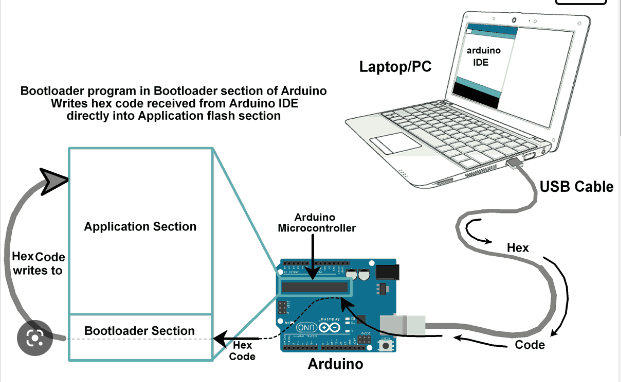 Bootloader program in Bootloader section of Arduino
Writes hex code received from Arduino IDE
directly into Application flash section
Laptop/PC
arduino
IDE
USB Cable
Hex
Code
Arduino
Microcontroller
Application Section
Hex Code
writes to
Bootloader Section
Hex
Code
UNO
Arduino